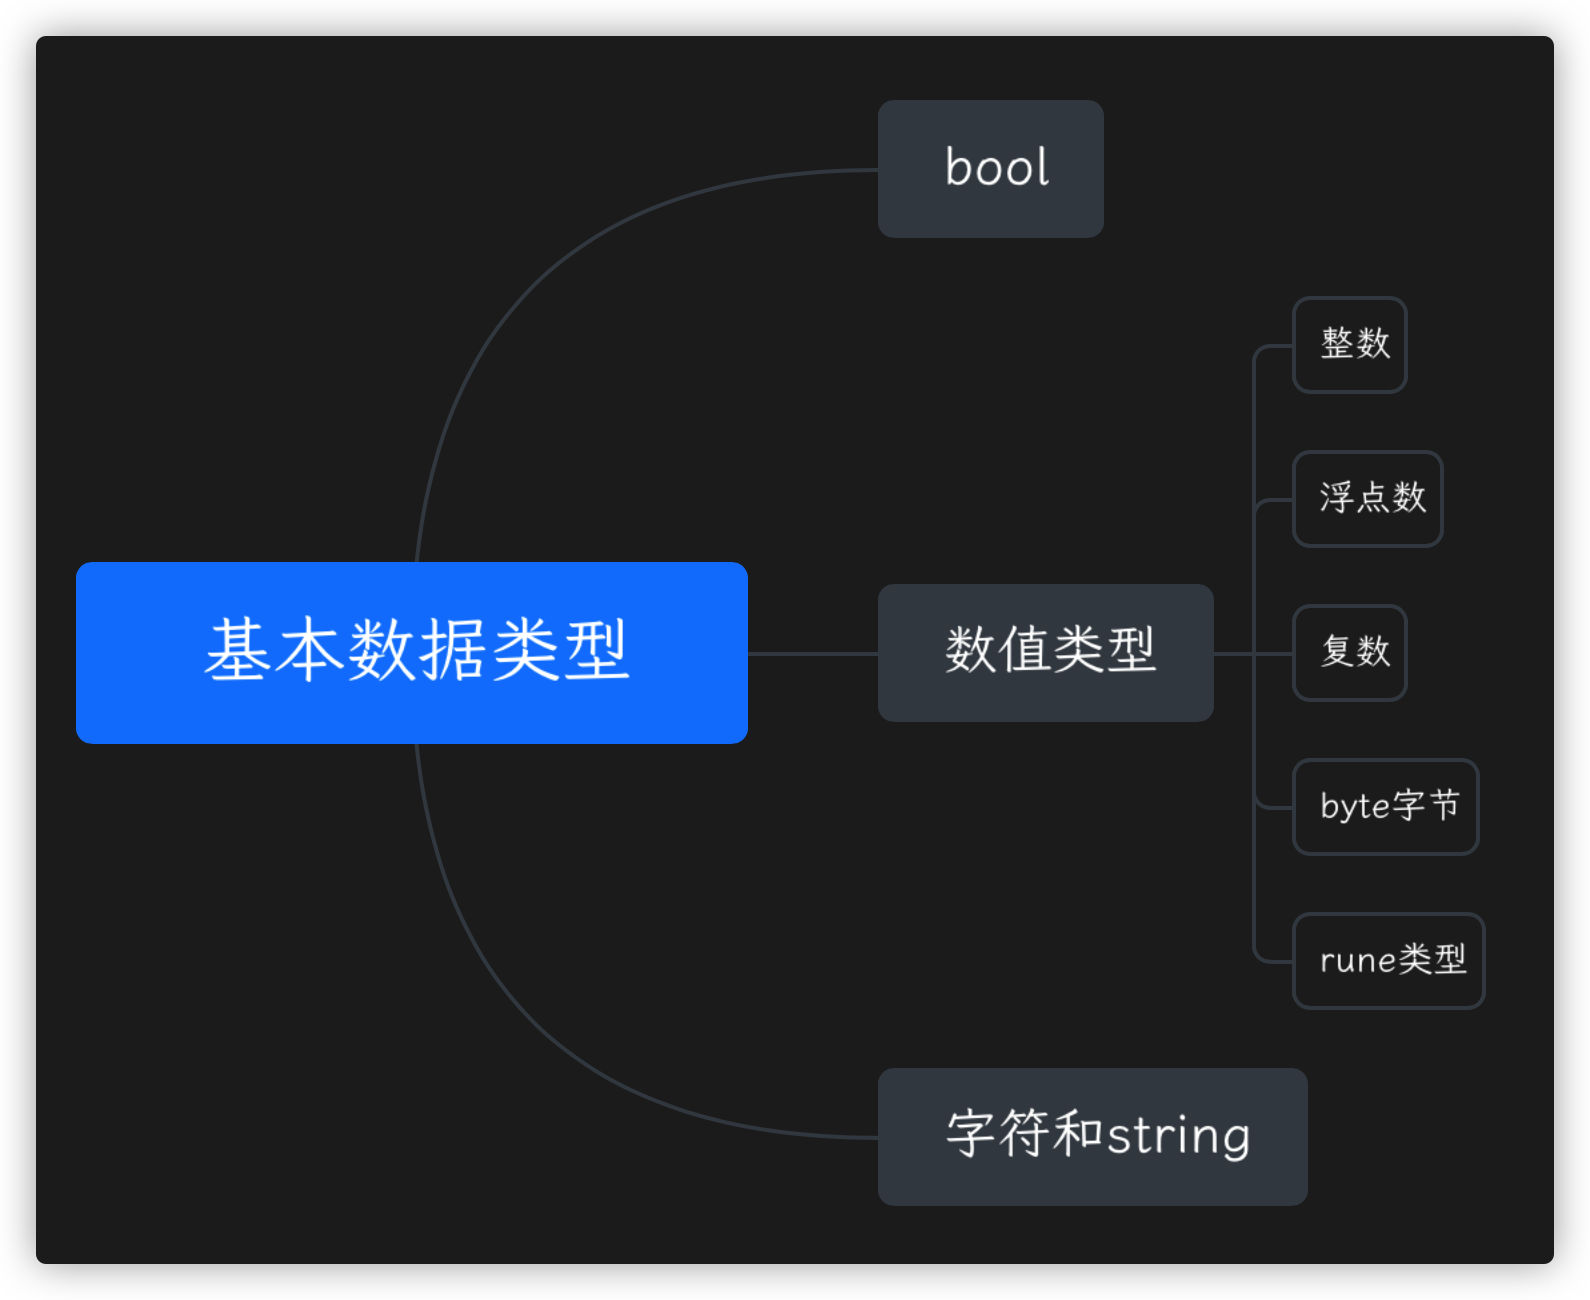 bool
整数
浮点数
基本数据类型
数值类型
复数
byte字节
rune类型
字符和string